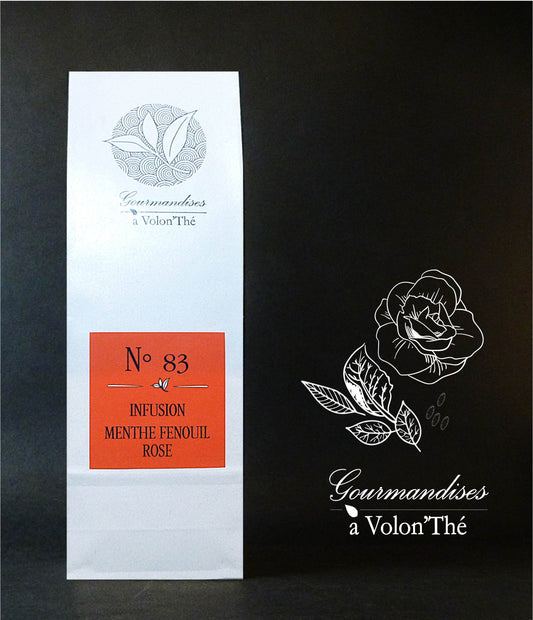 Gourmandises
à Volon'Thé
N° 83
INFUSION
MENTHE FENOUIL
ROSE
Gourmandises
à Volon'Thé